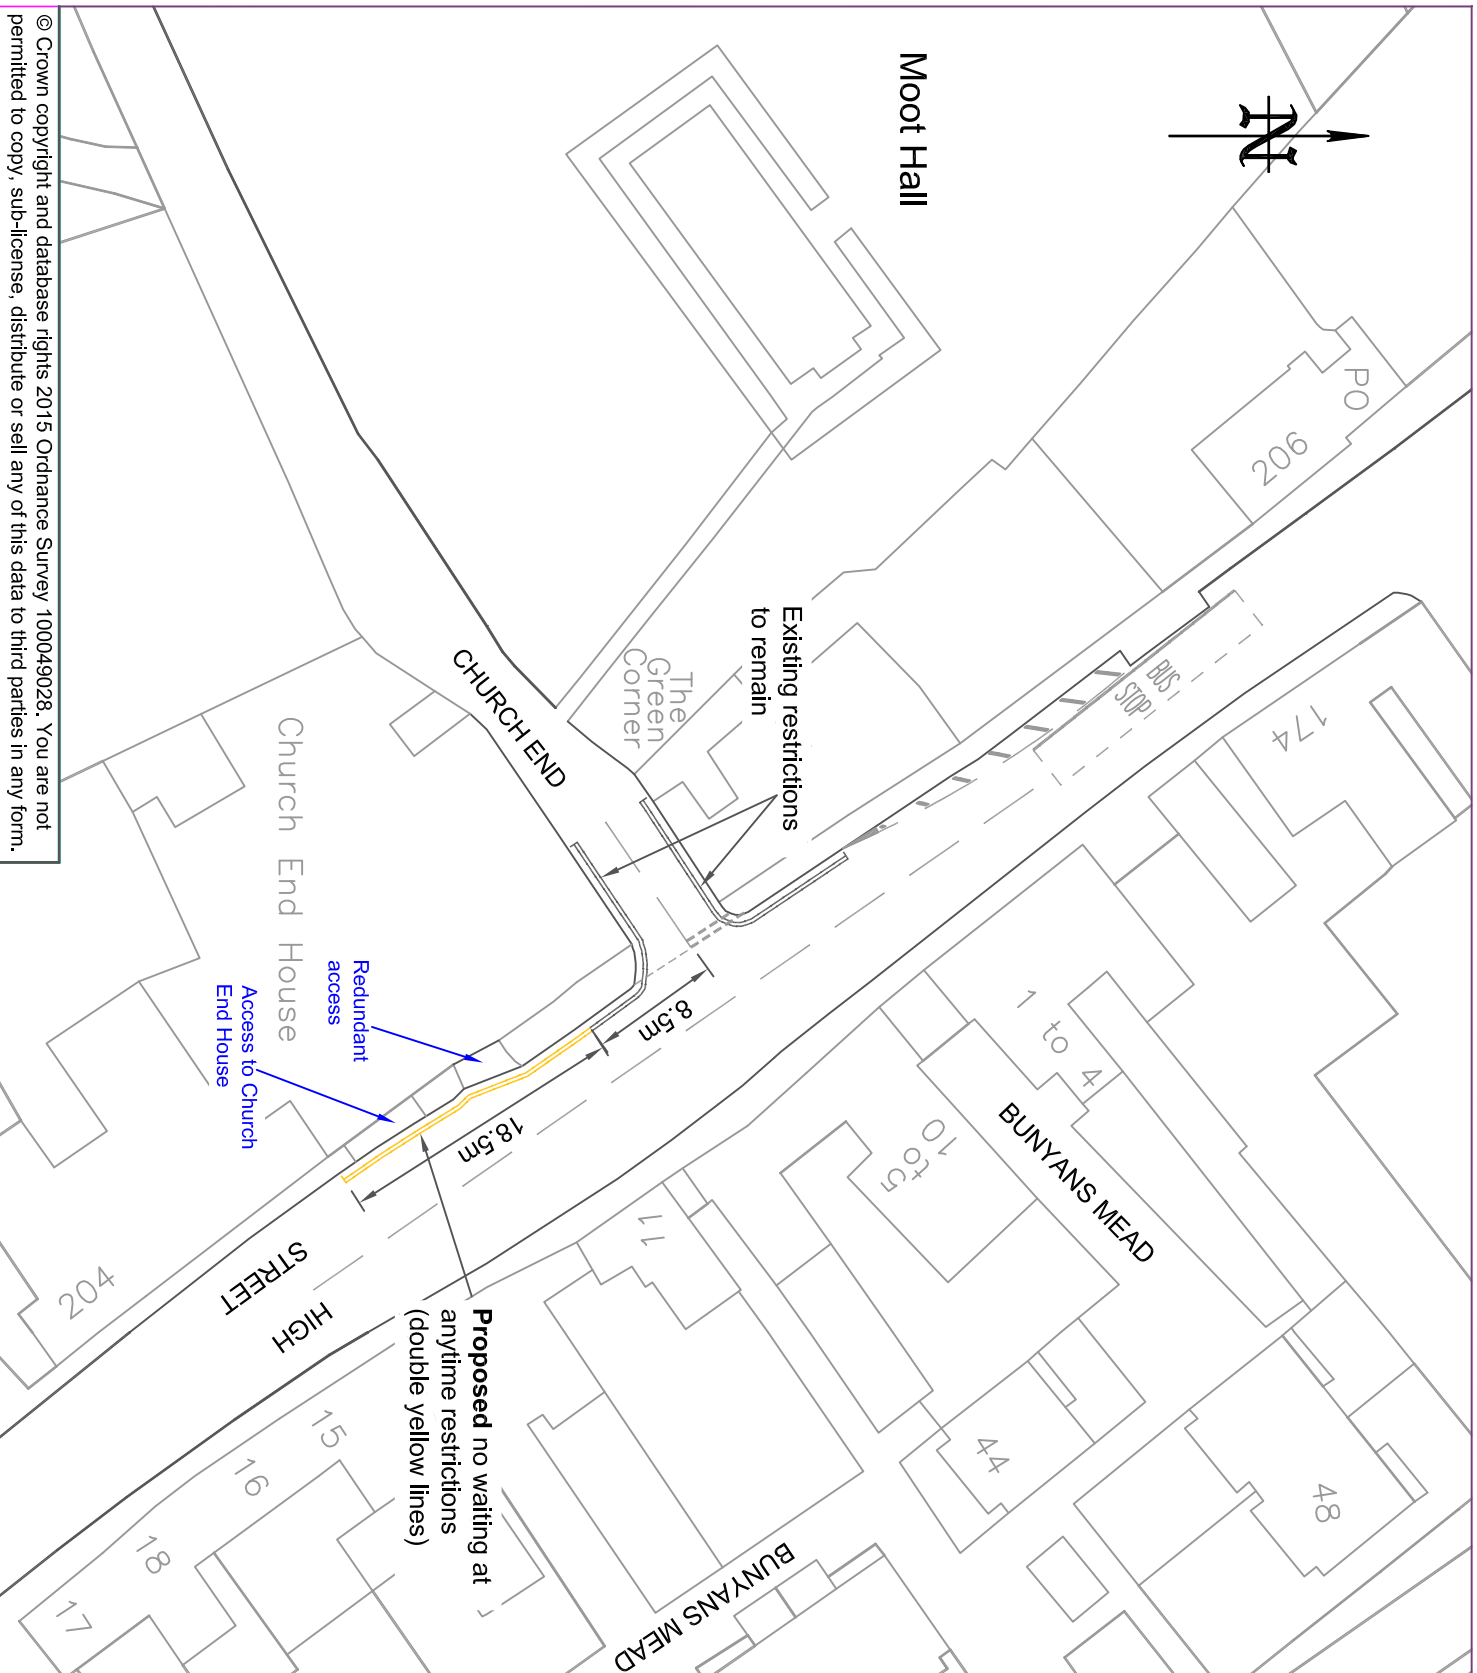 Moot Hall
N
PO
206
BUS
STOP
174
Existing restrictions
to remain
The
Green
Corner
CHURCH END
Church End House
Redundant
access
Access to Church
End House
8.5m
18.5m
1 to 4
BUNYANS MEAD
5 to 10
11
44
48
Proposed no waiting at
anytime restrictions
(double yellow lines)
HIGH
STREET
204
15
16
18
17
BUNYANS MEAD
© Crown copyright and database rights 2015 Ordnance Survey 100049028. You are not
permitted to copy, sub-license, distribute or sell any of this data to third parties in any form.